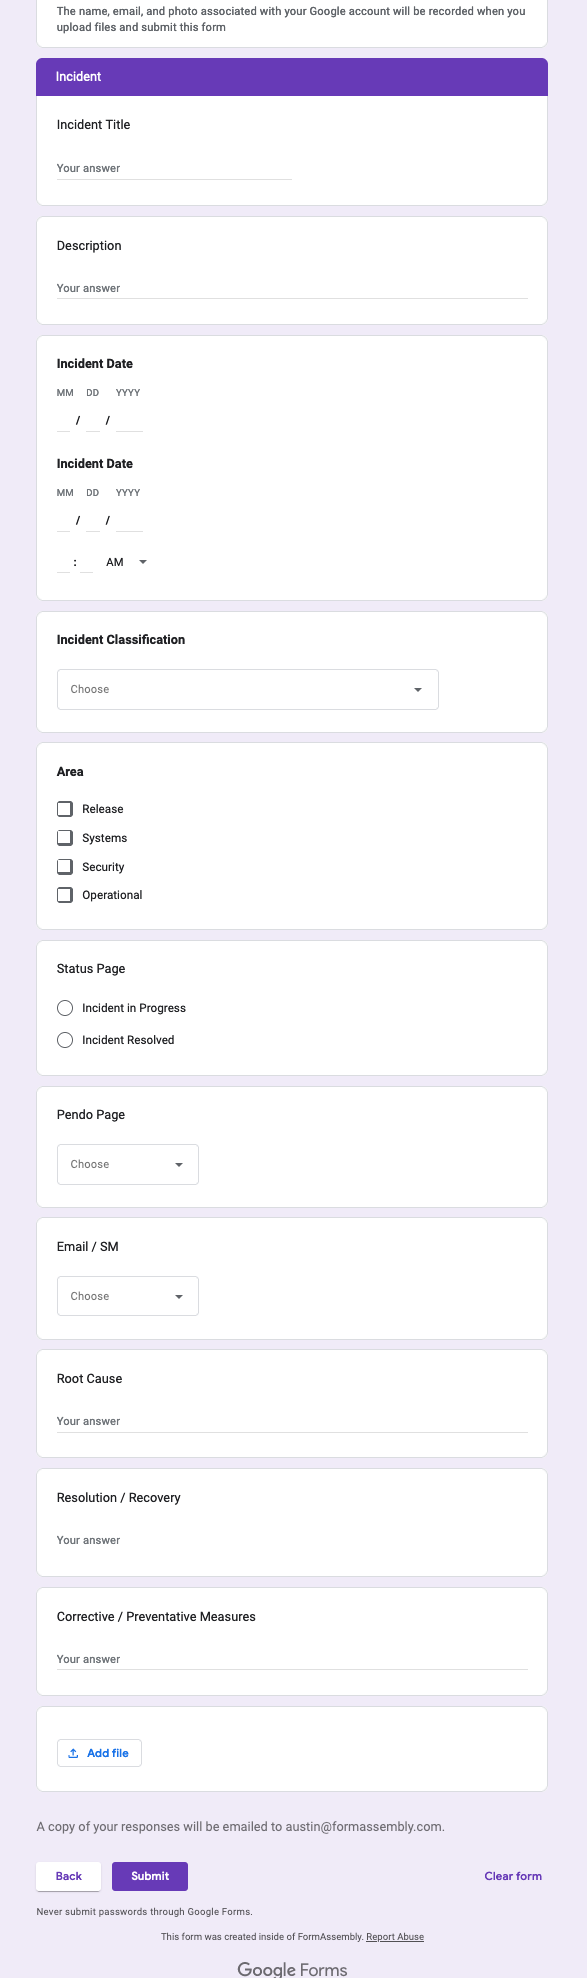 The name, email, and photo associated with your Google account will be recorded when you
upload files and submit this form
Incident
Incident Title
Your answer
Description
Your answer
Incident Date
MM DD YYYY
/ /
Incident Date
MM DD YYYY
/ /
: AM
Incident Classification
Choose
Area
Release
Systems
Security
Operational
Status Page
Incident in Progress
Incident Resolved
Pendo Page
Choose
Email / SM
Choose
Root Cause
Your answer
Resolution / Recovery
Your answer
Corrective / Preventative Measures
Your answer
Add file
A copy of your responses will be emailed to austin@formassembly.com.
Back Submit Clear form
Never submit passwords through Google Forms.
This form was created inside of FormAssembly. Report Abuse
Google Forms